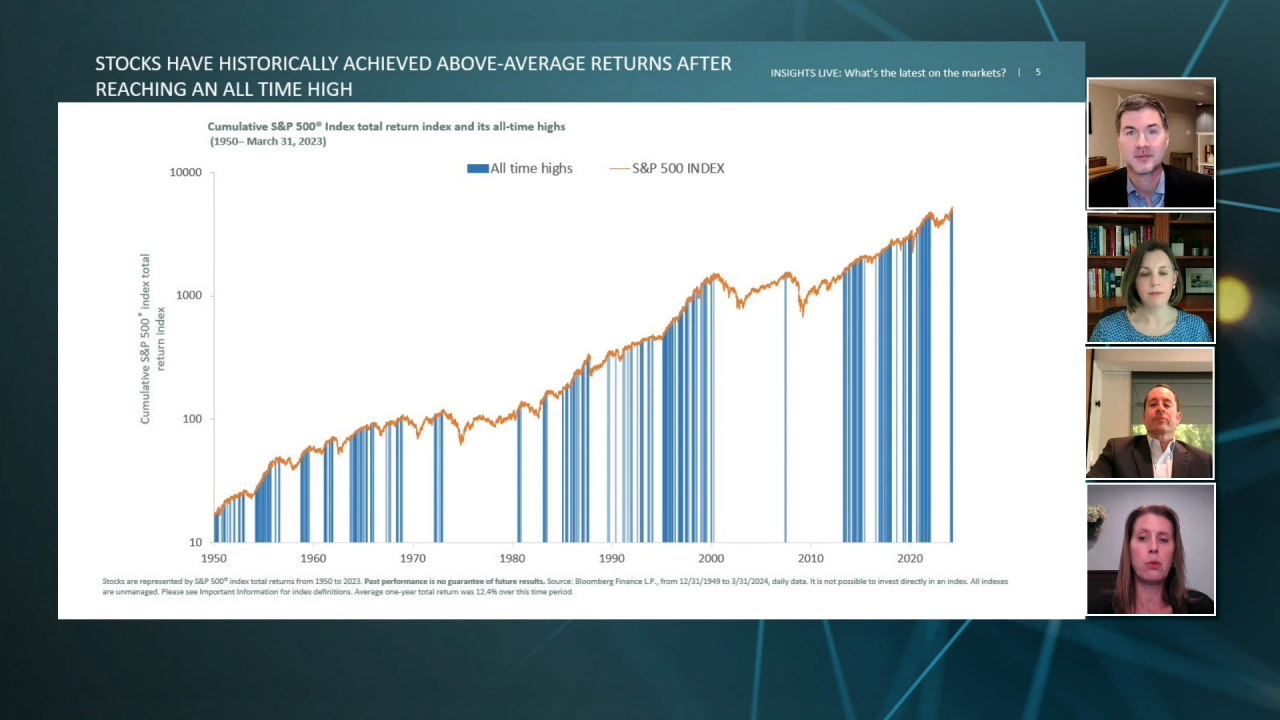 STOCKS HAVE HISTORICALLY ACHIEVED ABOVE-AVERAGE RETURNS AFTER
REACHING AN ALL TIME HIGH
INSIGHTS LIVE: What's the latest on the markets? | 5
Cumulative S&P 500® Index total return index and its all-time highs
(1950– March 31, 2023)
All time highs
S&P 500 INDEX
Cumulative S&P 500® index total
return index
10000
1000
100
10
1950 1960 1970 1980 1990 2000 2010 2020
Stocks are represented by S&P 500® index total returns from 1950 to 2023. Past performance is no guarantee of future results. Source: Bloomberg Finance L.P., from 12/31/1949 to 3/31/2024, daily data. It is not possible to invest directly in an index. All indexes
are unmanaged. Please see Important Information for index definitions. Average one-year total return was 12.4% over this time period.